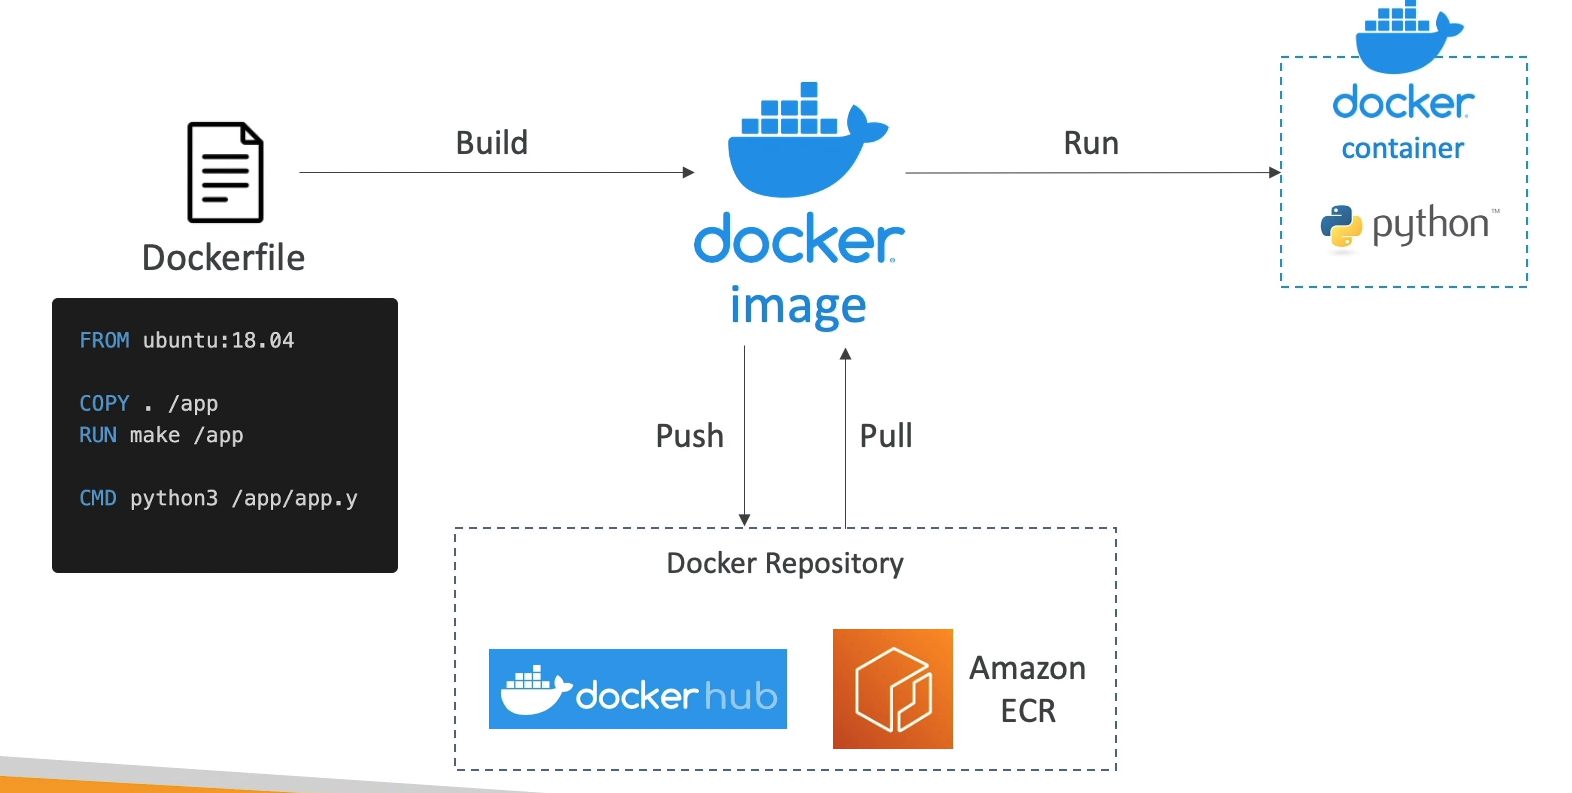 Dockerfile
FROM ubuntu:18.04
COPY . /app
RUN make /app
CMD python3 /app/app.y
Build
docker
image
Run
docker
container
python™
Push
Pull
Docker Repository
docker hub
Amazon
ECR